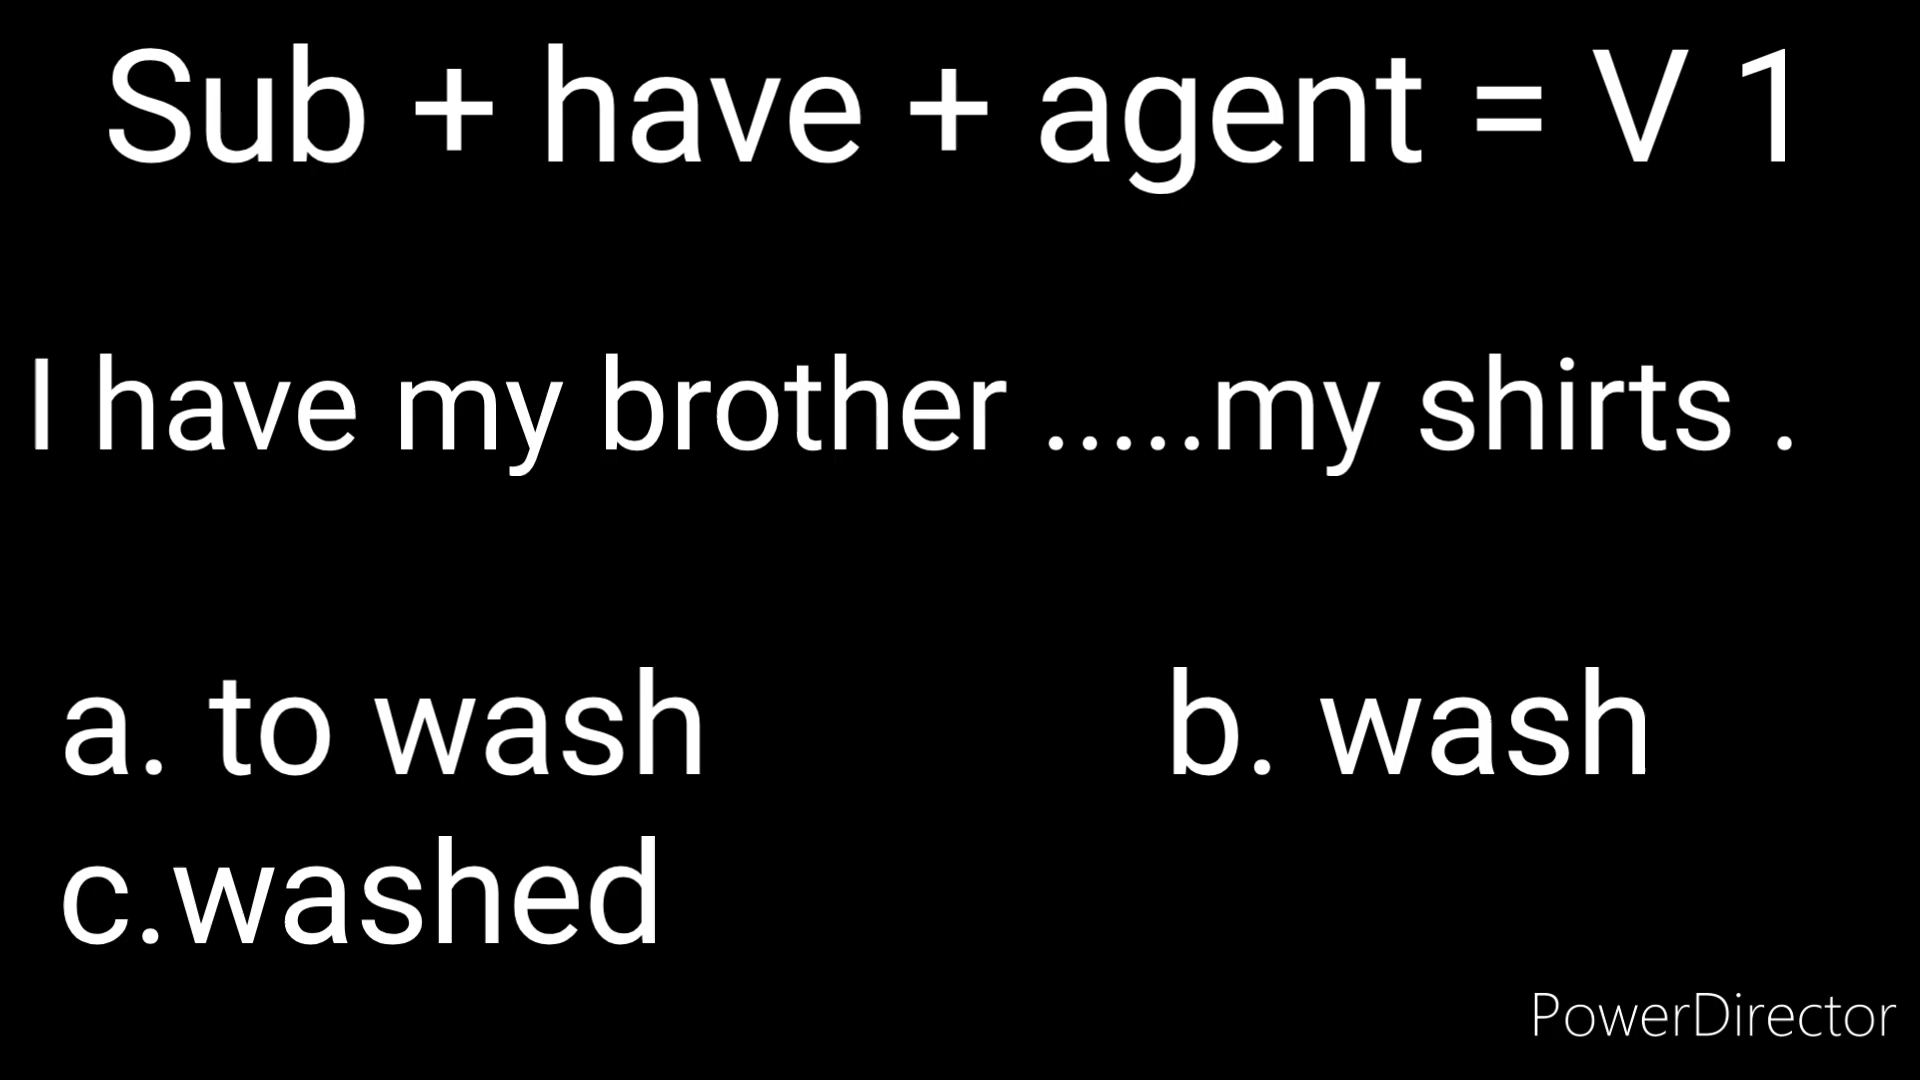 Sub + have + agent = V 1
I have my brother .....my shirts .
a. to wash b. wash
c.washed
PowerDirector